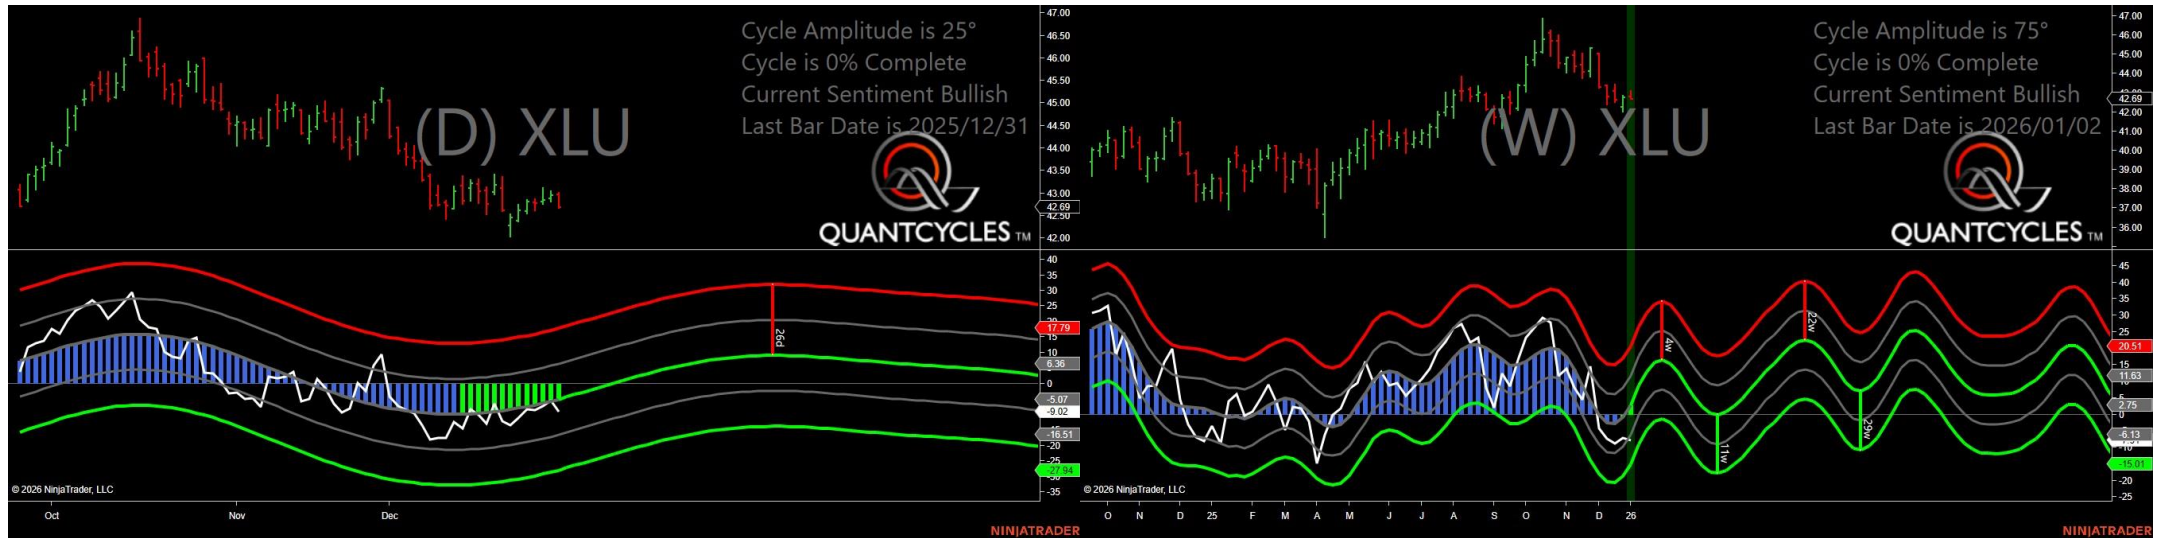 Cycle Amplitude is 25°
Cycle is 0% Complete
Current Sentiment Bullish
Last Bar Date is 2025/12/31
(D) XLU
QUANTCYCLES TM
47.00
46.50
46.00
45.50
45.00
44.50
44.00
43.50
43.00
42.69
42.50
42.00
40
35
30
25
17.79
15
10
6.36
0
-5.07
-9.02
-16.51
-20
-27.94
-35
26d
© 2026 NinjaTrader, LLC
Oct
Nov
Dec
NINJATRADER
Cycle Amplitude is 75°
Cycle is 0% Complete
Current Sentiment Bullish
Last Bar Date is 2026/01/02
(W) XLU
QUANTCYCLES TM
47.00
46.00
45.00
44.00
42.69
42.00
41.00
40.00
39.00
38.00
37.00
36.00
45
40
35
30
25
20.51
15
11.63
2.75
-6.13
-15.01
-20
-25
4w
11w
22w
29w
© 2026 NinjaTrader, LLC
O N D 25 F M A M J J A S O N D 26
NINJATRADER